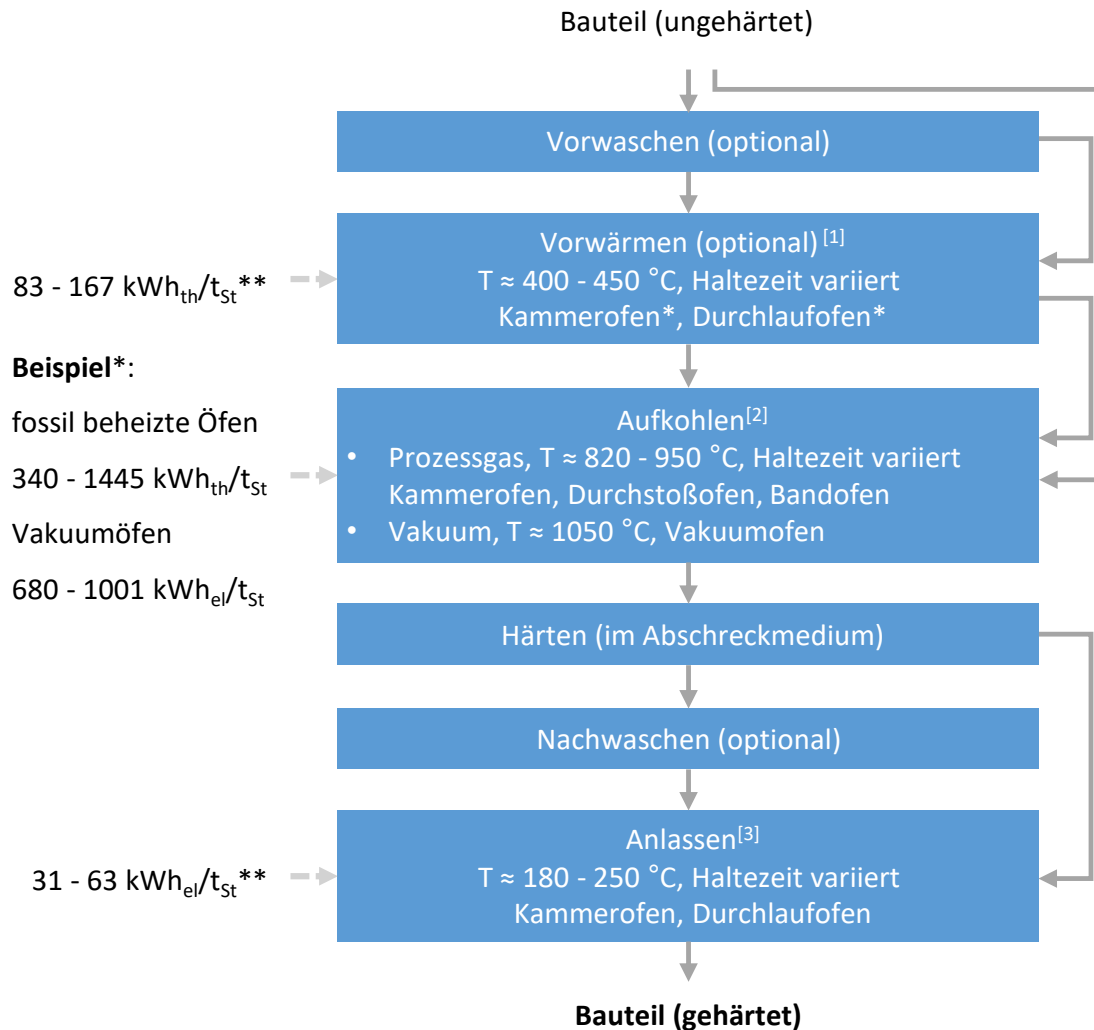 Bauteil (ungehärtet)
Vorwaschen (optional)
Vorwärmen (optional) [1]
T ≈ 400 - 450 °C, Haltezeit variiert
Kammerofen*, Durchlaufofen*
83 - 167 kWhth/tSt**
Beispiel*:
fossil beheizte Öfen
340 - 1445 kWhth/tSt
Vakuumöfen
680 - 1001 kWhel/tSt
Aufkohlen[2]
• Prozessgas, T ≈ 820 - 950 °C, Haltezeit variiert
Kammerofen, Durchstoßofen, Bandofen
• Vakuum, T ≈ 1050 °C, Vakuumofen
Härten (im Abschreckmedium)
Nachwaschen (optional)
Anlassen[3]
T ≈ 180 - 250 °C, Haltezeit variiert
Kammerofen, Durchlaufofen
31 - 63 kWhel/tSt**
Bauteil (gehärtet)